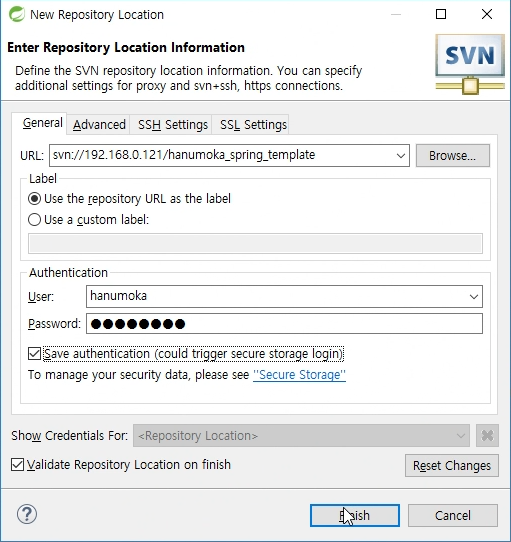 New Repository Location
Enter Repository Location Information
Define the SVN repository location information. You can specify
additional settings for proxy and svn+ssh, https connections.
SVN
General Advanced SSH Settings SSL Settings
URL: svn://192.168.0.121/hanumoka_spring_template Browse...
Label
Use the repository URL as the label
Use a custom label:
Authentication
User: hanumoka
Password: ●●●●●●●●
Save authentication (could trigger secure storage login)
To manage your security data, please see "Secure Storage"
Show Credentials For: <Repository Location>
Validate Repository Location on finish Reset Changes
? Finish Cancel